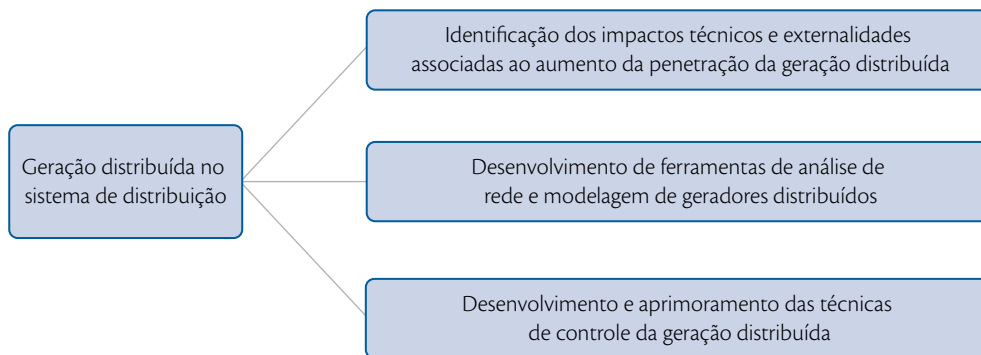 Identificação dos impactos técnicos e externalidades
associadas ao aumento da penetração da geração distribuída
Geração distribuída no
sistema de distribuição
Desenvolvimento de ferramentas de análise de
rede e modelagem de geradores distribuídos
Desenvolvimento e aprimoramento das técnicas
de controle da geração distribuída